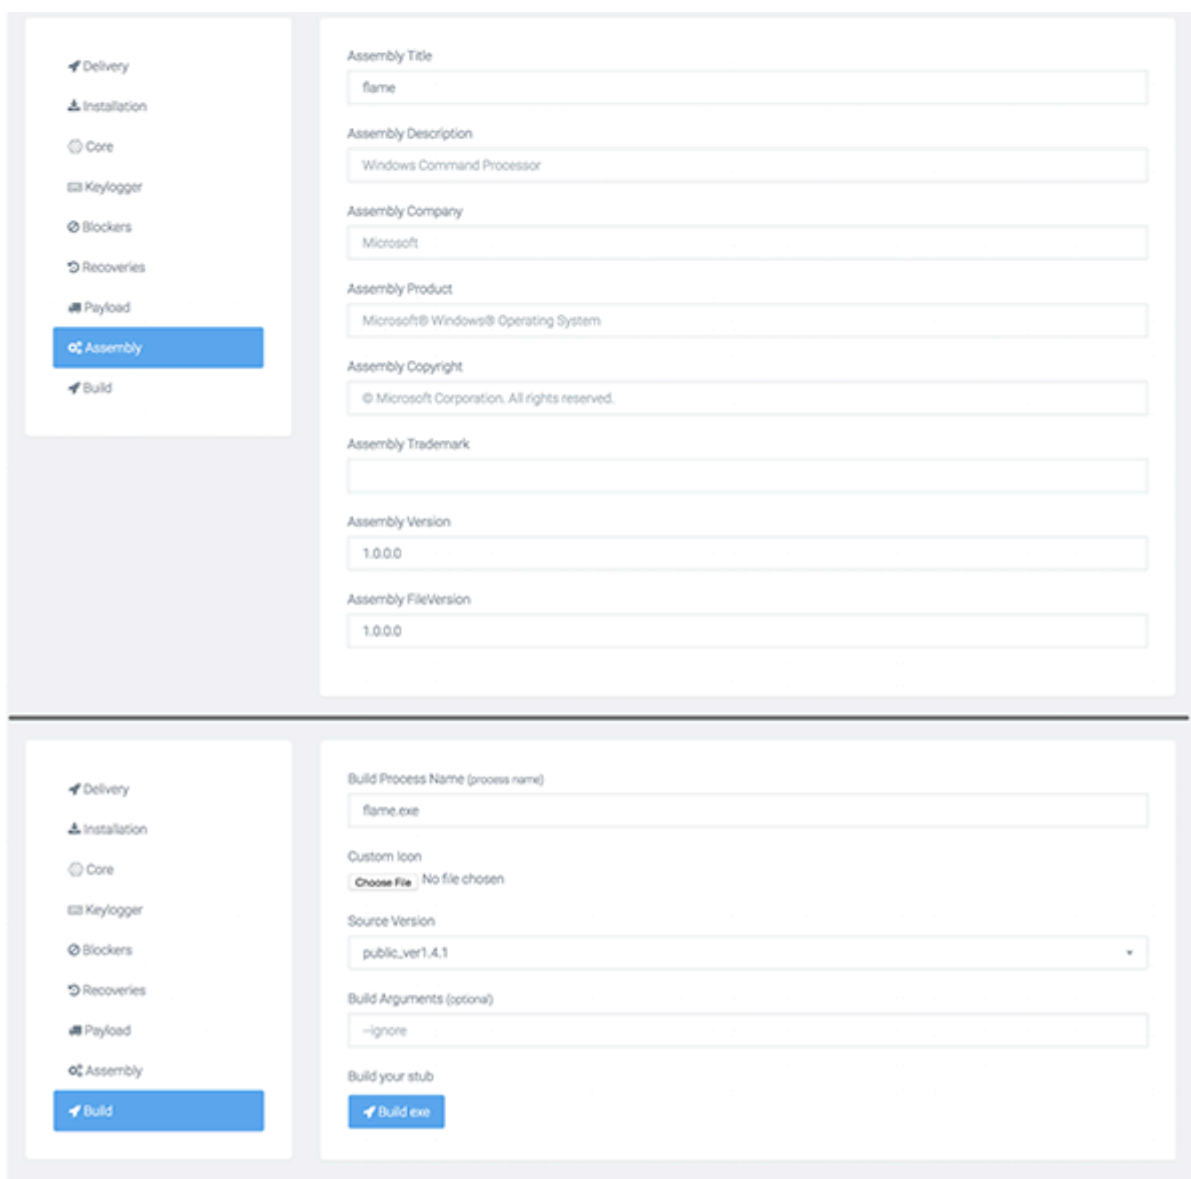 Delivery
Installation
Core
Keylogger
Blockers
Recoveries
Payload
Assembly
Build
Assembly Title
flame
Assembly Description
Windows Command Processor
Assembly Company
Microsoft
Assembly Product
Microsoft® Windows® Operating System
Assembly Copyright
© Microsoft Corporation. All rights reserved.
Assembly Trademark
Assembly Version
1.0.0.0
Assembly FileVersion
1.0.0.0
Delivery
Installation
Core
Keylogger
Blockers
Recoveries
Payload
Assembly
Build
Build Process Name (process name)
flame.exe
Custom Icon
Choose File No file chosen
Source Version
public_ver1.4.1
Build Arguments (optional)
--ignore
Build your stub
Build exe